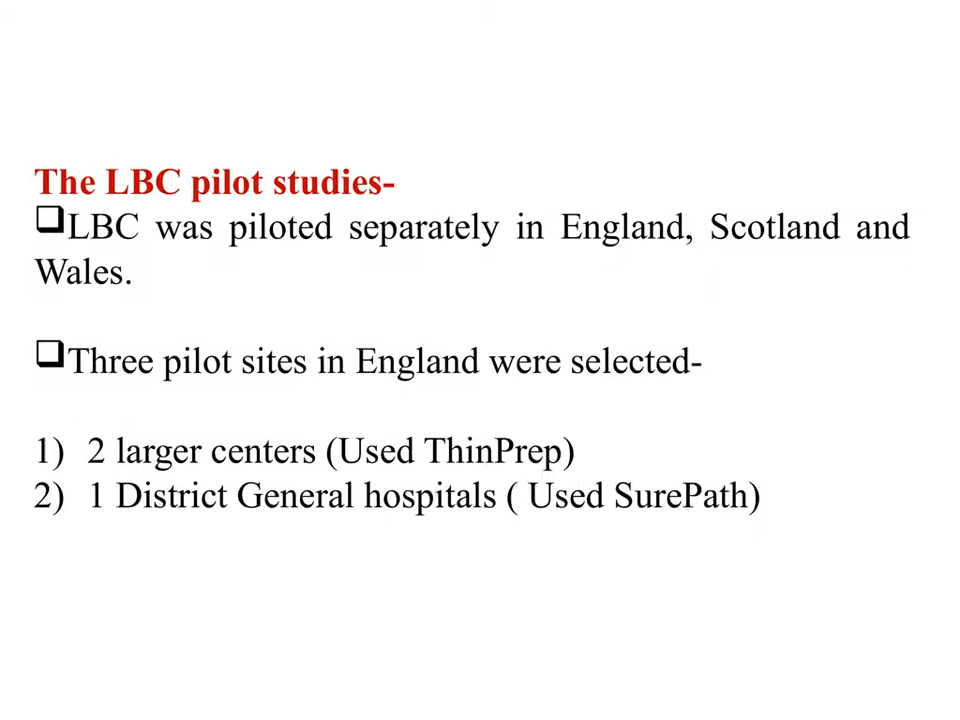 The LBC pilot studies-
❑LBC was piloted separately in England, Scotland and
Wales.
❑Three pilot sites in England were selected-
1) 2 larger centers (Used ThinPrep)
2) 1 District General hospitals ( Used SurePath)